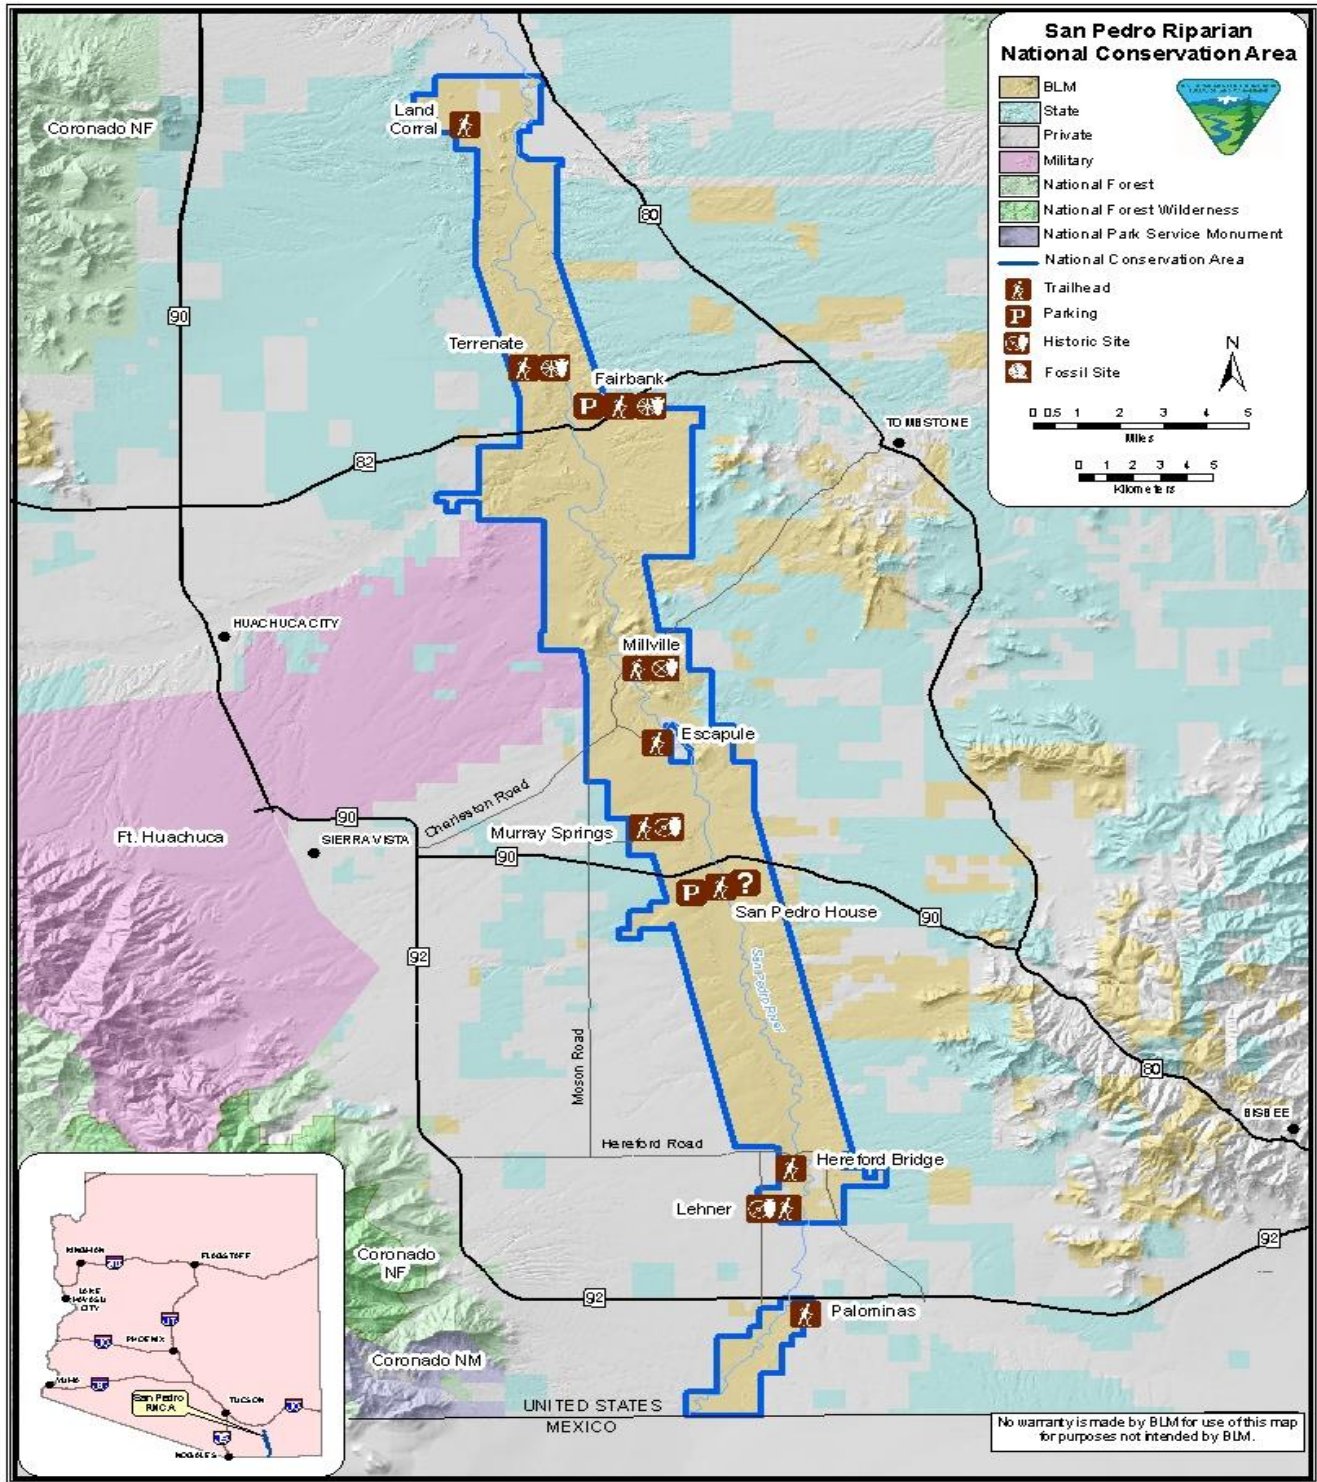 San Pedro Riparian
National Conservation Area
BLM
State
Private
Military
National Forest
National Forest Wilderness
National Park Service Monument
National Conservation Area
Trailhead
P
Parking
Historic Site
Fossil Site
N
0 0.5 1 2 3 4 5
Miles
0 1 2 3 4 5
Kilometers
Land
Corral
Coronado NF
80
90
Terrenate
Fairbank
P
TOMBSTONE
82
HUACHUCA CITY
Millville
Escapule
Charleston Road
90
Ft. Huachuca
SIERRA VISTA
Murray Springs
90
P
?
San Pedro House
90
92
San Pedro River
Moson Road
80
BISBEE
Hereford Road
Hereford Bridge
Lehner
92
Coronado
NF
92
Palominas
Coronado NM
UNITED STATES
MEXICO
No warranty is made by BLM for use of this map
for purposes not intended by BLM.
KINGMAN
FLAGSTAFF
LAKE
HAVASU
CITY
PHOENIX
YUMA
San Pedro
RNCA
TUCSON
NOGALES